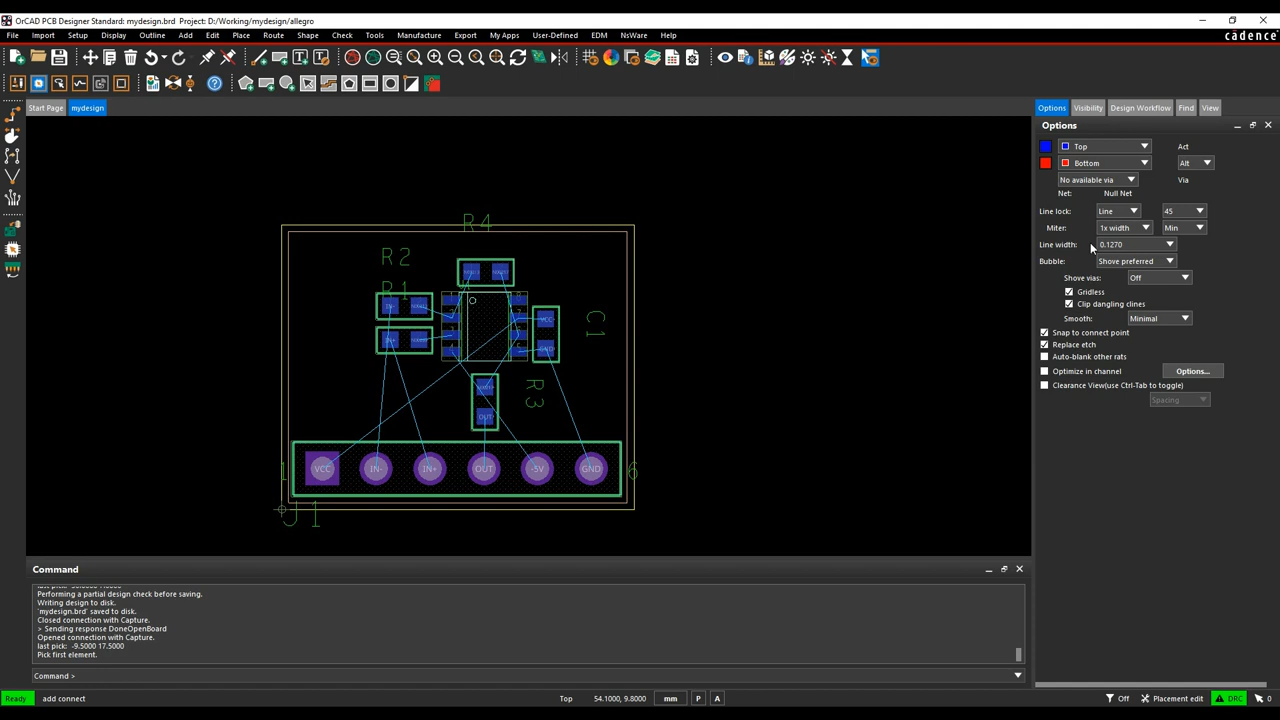 OrCAD PCB Designer Standard: mydesign.brd Project: D:/Working/mydesign/allegro
File Import Setup Display Outline Add Edit Place Route Shape Check Tools Manufacture Export My Apps User-Defined EDM NsWare Help
cadence
Start Page mydesign
Options Visibility Design Workflow Find View
Options
Top Act
Bottom Alt
No available via Via
Net: Null Net
Line lock: Line 45
Miter: 1x width Min
Line width: 0.1270
Bubble: Shove preferred
Shove vias: Off
Gridless
Clip dangling clines
Smooth: Minimal
Snap to connect point
Replace etch
Auto-blank other rats
Optimize in channel Options...
Clearance View(use Ctrl-Tab to toggle)
Spacing
R4
R2
R1
C1
R3
IN-
IN+
VCC
GND
OUT
VCC IN- IN+ OUT -5V GND
1 6
J1
Command
Performing a partial design check before saving.
Writing design to disk.
'mydesign.brd' saved to disk.
Closed connection with Capture.
> Sending response DoneOpenBoard
Opened connection with Capture.
last pick: -9.5000 17.5000
Pick first element.
Command >
Ready add connect Top 54.1000, 9.8000 mm P A Off Placement edit DRC 0